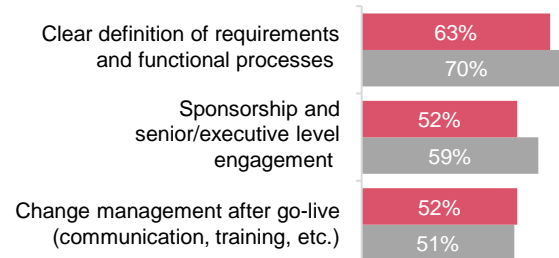 Clear definition of requirements
and functional processes
63%
70%
Sponsorship and
senior/executive level
engagement
52%
59%
Change management after go-live
(communication, training, etc.)
52%
51%